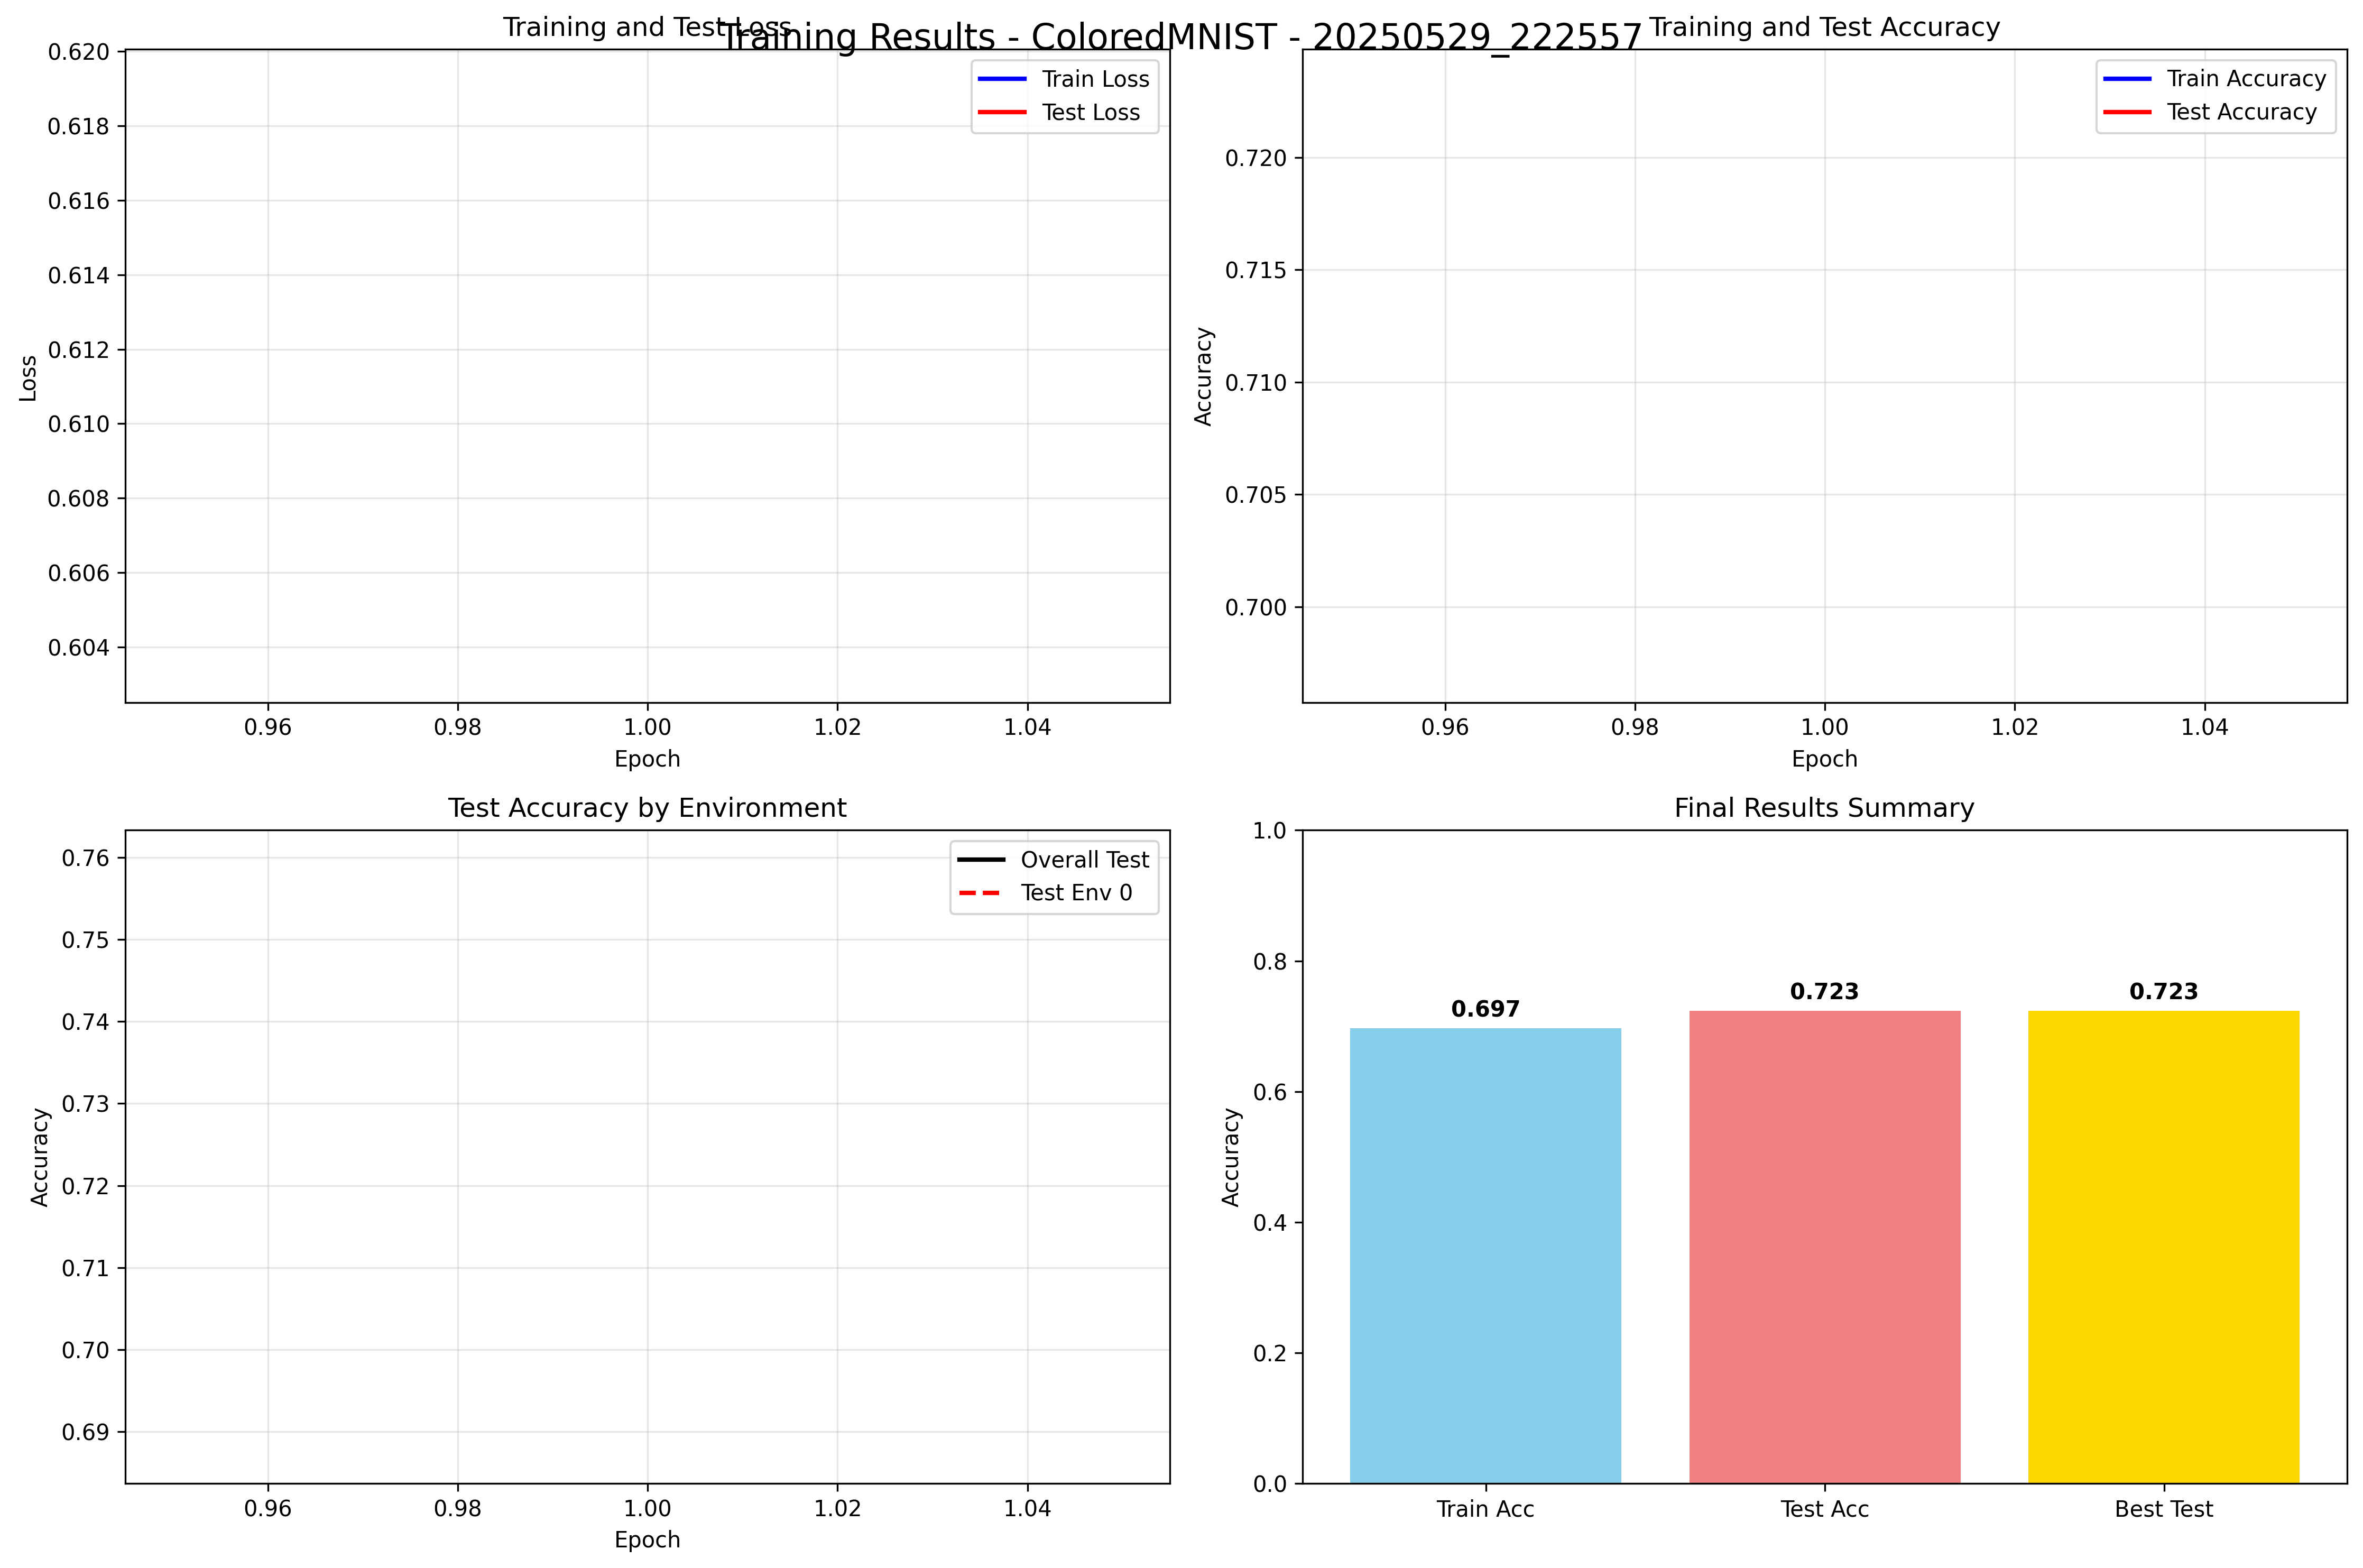 Training Results - ColoredMNIST - 20250529_222557
Training and Test Loss
0.620
0.618
0.616
0.614
0.612
0.610
0.608
0.606
0.604
Loss
Train Loss
Test Loss
0.96
0.98
1.00
1.02
1.04
Epoch
Training and Test Accuracy
0.720
0.715
0.710
0.705
0.700
Accuracy
Train Accuracy
Test Accuracy
0.96
0.98
1.00
1.02
1.04
Epoch
Test Accuracy by Environment
0.76
0.75
0.74
0.73
0.72
0.71
0.70
0.69
Accuracy
Overall Test
Test Env 0
0.96
0.98
1.00
1.02
1.04
Epoch
Final Results Summary
1.0
0.8
0.6
0.4
0.2
0.0
Accuracy
0.697
0.723
0.723
Train Acc
Test Acc
Best Test